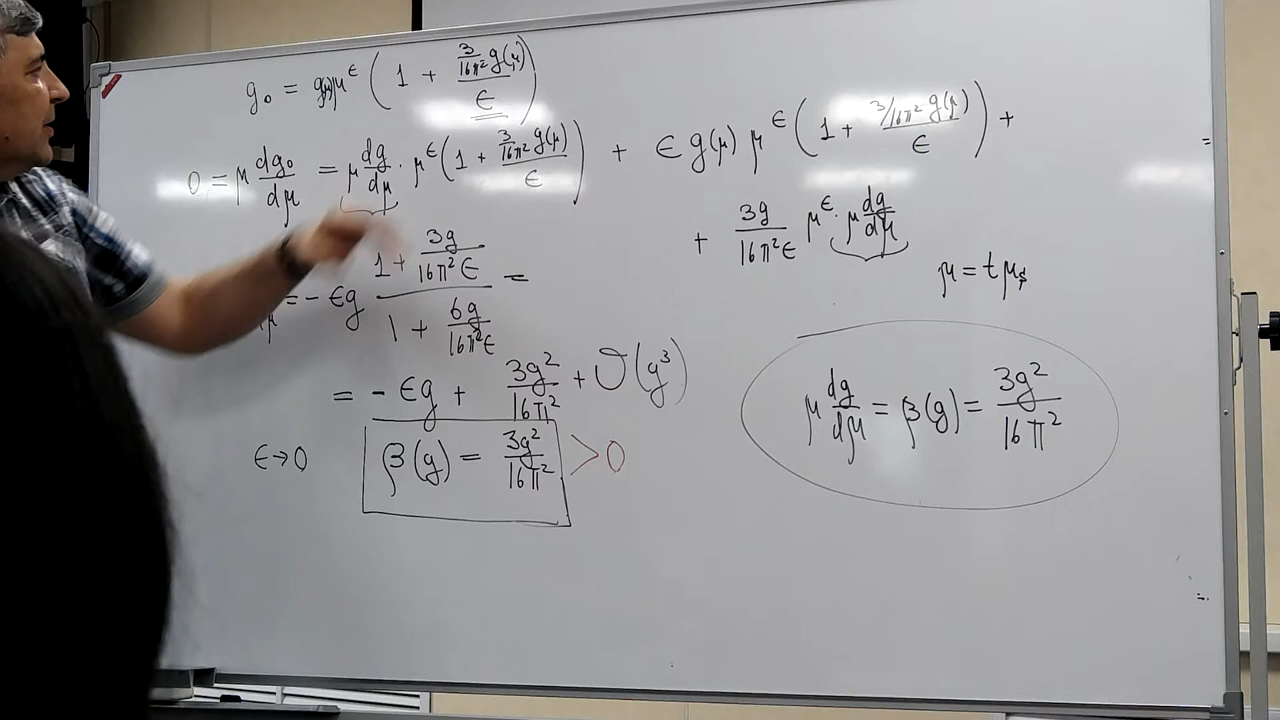 g₀ = g(μ)μ^ϵ ( 1 + (3/16π² g(μ))/ϵ )
0 = μ dg₀/dμ = μ dg/dμ · μ^ϵ ( 1 + (3/16π² g(μ))/ϵ ) + ϵ g(μ) μ^ϵ ( 1 + (3/16π² g(μ))/ϵ ) +
+ 3g/16π²ϵ μ^ϵ · μ dg/dμ
μ = - ϵg (1 + 3g/16π²ϵ)/(1 + 6g/16π²ϵ) =
μ = t μ
= - ϵg + 3g²/16π² + O(g³)
ϵ→0 β(g) = 3g²/16π² > 0
μ dg/dμ = β(g) = 3g²/16π²